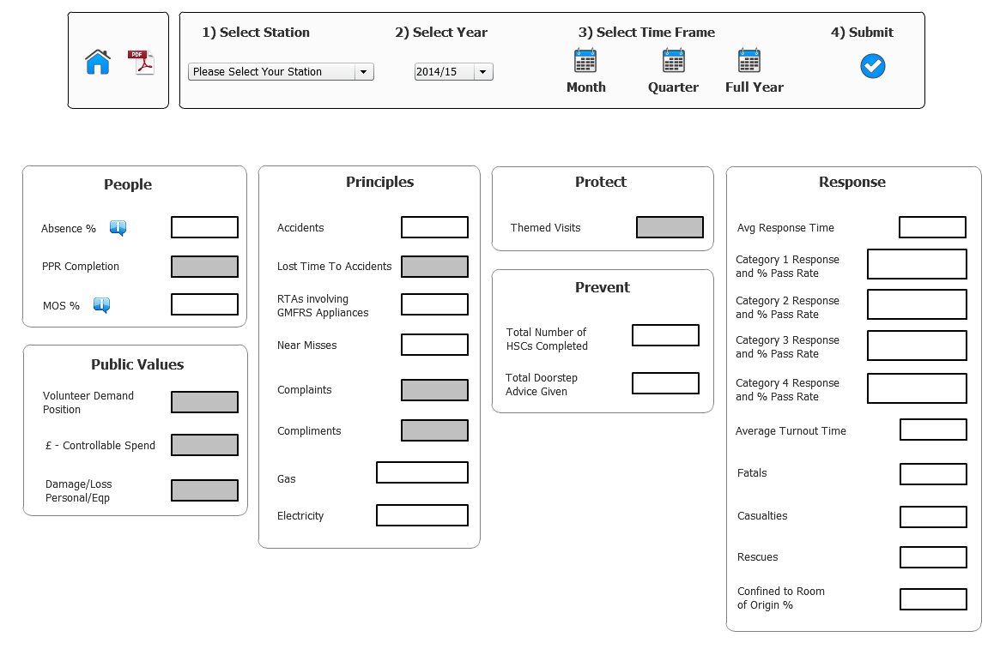 1) Select Station
2) Select Year
3) Select Time Frame
4) Submit
PDF
Please Select Your Station
2014/15
Month
Quarter
Full Year
People
Absence %
PPR Completion
MOS %
Public Values
Volunteer Demand
Position
£ - Controllable Spend
Damage/Loss
Personal/Eqp
Principles
Accidents
Lost Time To Accidents
RTAs involving
GMFRS Appliances
Near Misses
Complaints
Compliments
Gas
Electricity
Protect
Themed Visits
Prevent
Total Number of
HSCs Completed
Total Doorstep
Advice Given
Response
Avg Response Time
Category 1 Response
and % Pass Rate
Category 2 Response
and % Pass Rate
Category 3 Response
and % Pass Rate
Category 4 Response
and % Pass Rate
Average Turnout Time
Fatals
Casualties
Rescues
Confined to Room
of Origin %